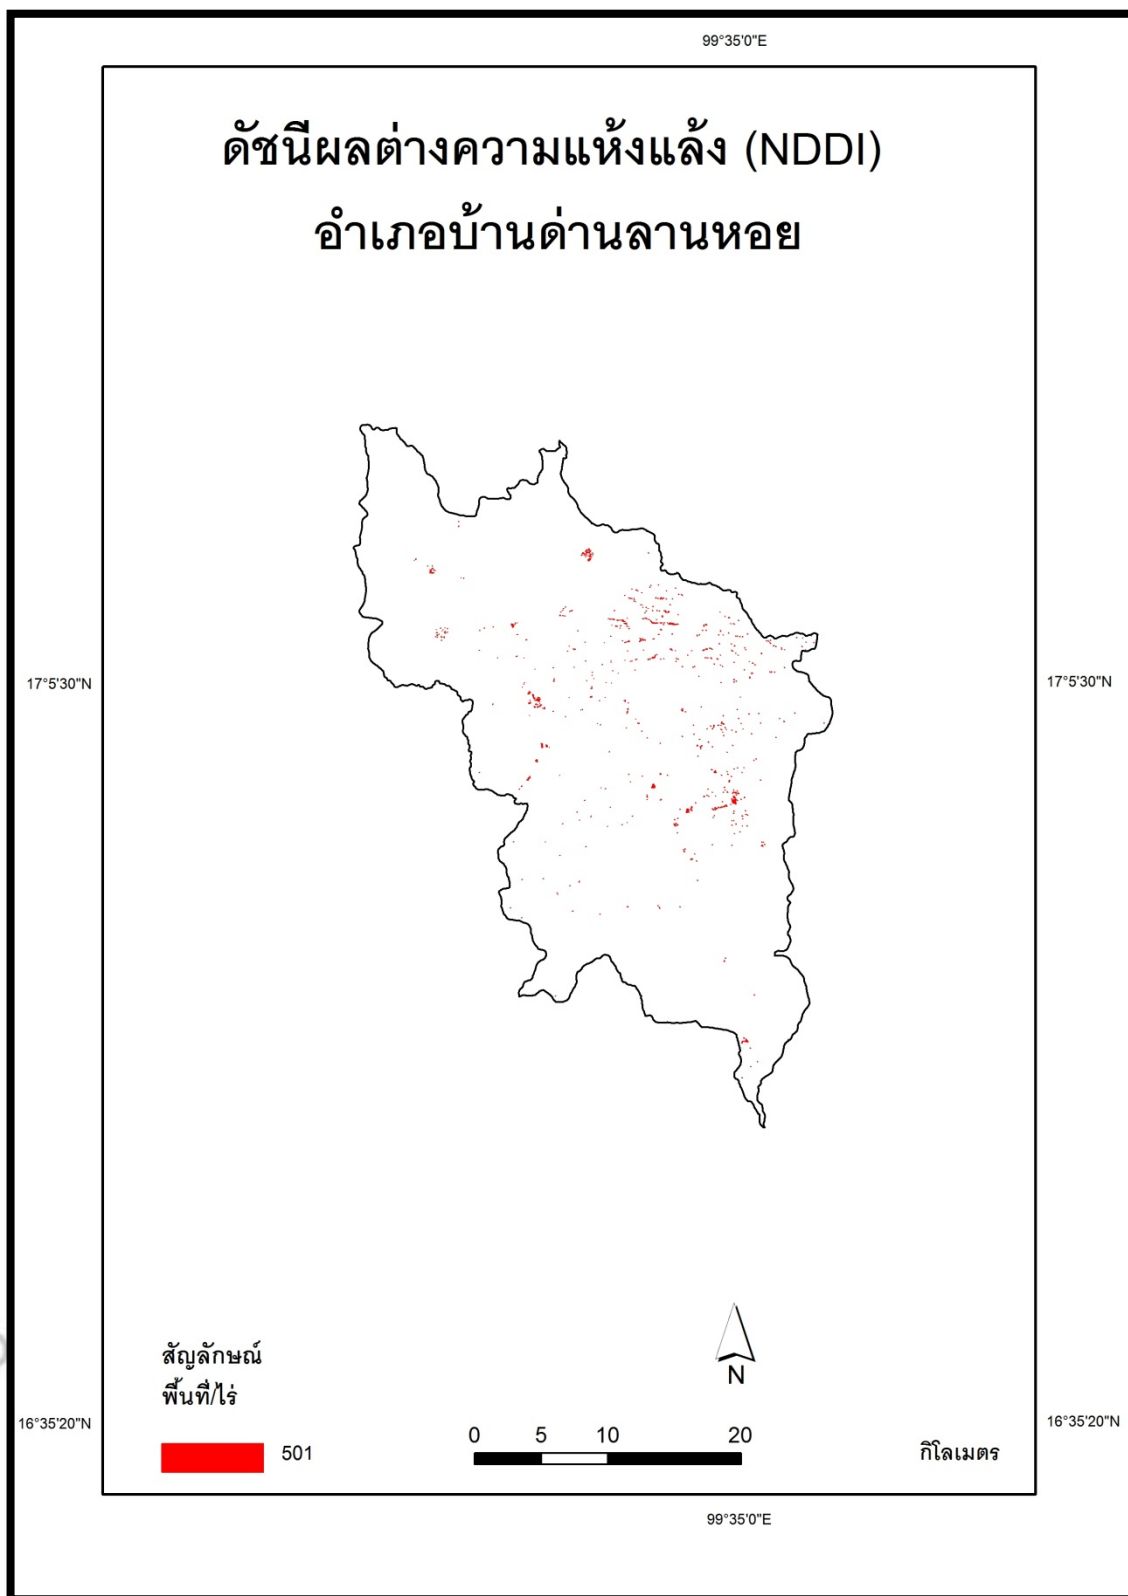 99°35'0"E
ดัชนีผลต่างความแห้งแล้ง (NDDI)
อำเภอบ้านด่านลานหอย
17°5'30"N
17°5'30"N
N
สัญลักษณ์
พื้นที่/ไร่
16°35'20"N
16°35'20"N
501
0 5 10 20
กิโลเมตร
99°35'0"E